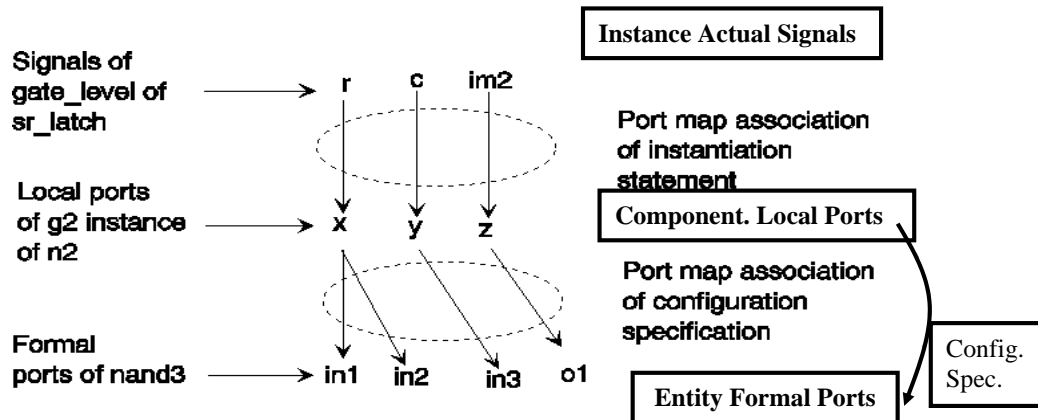 Instance Actual Signals
Signals of
gate_level of
sr_latch
r c im2
Port map association
of instantiation
statement
Local ports
of g2 instance
of n2
x y z
Component. Local Ports
Port map association
of configuration
specification
Formal
ports of nand3
in1 in2 in3 o1
Config.
Spec.
Entity Formal Ports